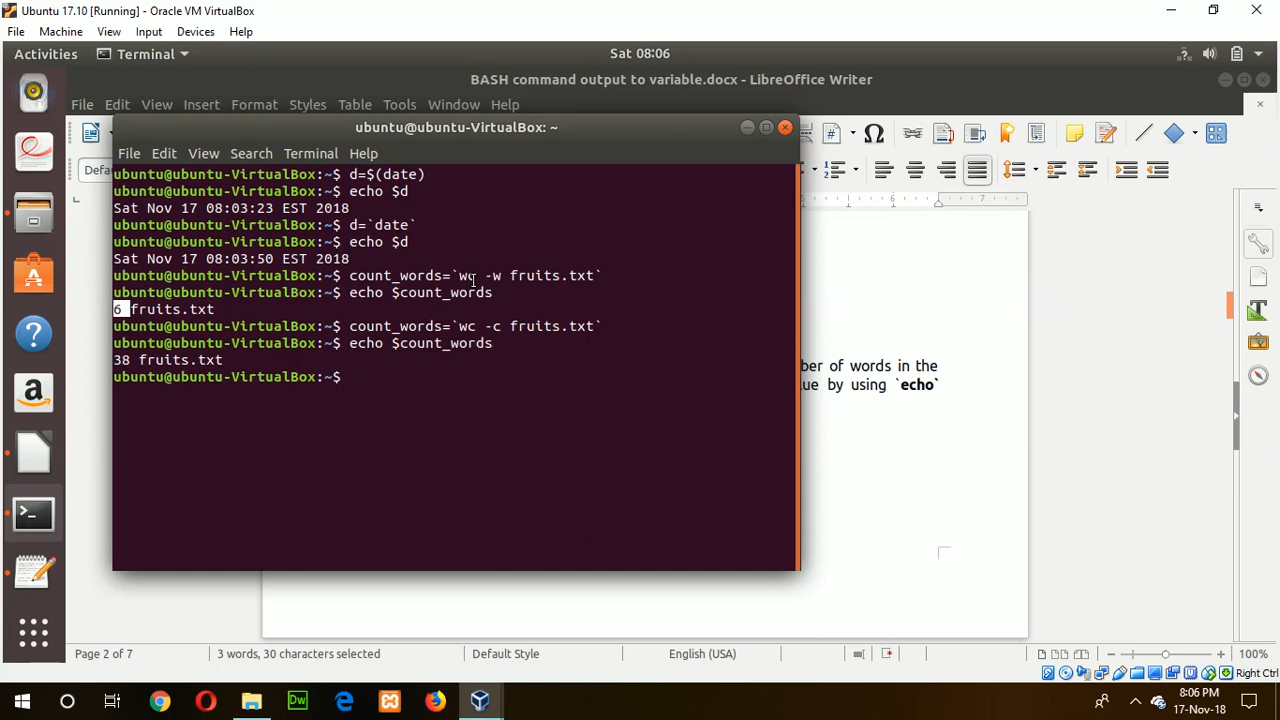 Ubuntu 17.10 [Running] - Oracle VM VirtualBox
File Machine View Input Devices Help
Activities Terminal Sat 08:06
BASH command output to variable.docx - LibreOffice Writer
File Edit View Insert Format Styles Table Tools Window Help
ubuntu@ubuntu-VirtualBox: ~
File Edit View Search Terminal Help
Defa
6 7
ubuntu@ubuntu-VirtualBox:~$ d=$(date)
ubuntu@ubuntu-VirtualBox:~$ echo $d
Sat Nov 17 08:03:23 EST 2018
ubuntu@ubuntu-VirtualBox:~$ d=`date`
ubuntu@ubuntu-VirtualBox:~$ echo $d
Sat Nov 17 08:03:50 EST 2018
ubuntu@ubuntu-VirtualBox:~$ count_words=`wc -w fruits.txt`
ubuntu@ubuntu-VirtualBox:~$ echo $count_words
6 fruits.txt
ubuntu@ubuntu-VirtualBox:~$ count_words=`wc -c fruits.txt`
ubuntu@ubuntu-VirtualBox:~$ echo $count_words
38 fruits.txt
ubuntu@ubuntu-VirtualBox:~$
ber of words in the
ue by using `echo`
Page 2 of 7 3 words, 30 characters selected Default Style English (USA) 100%
Right Ctrl
Dw
8:06 PM
17-Nov-18